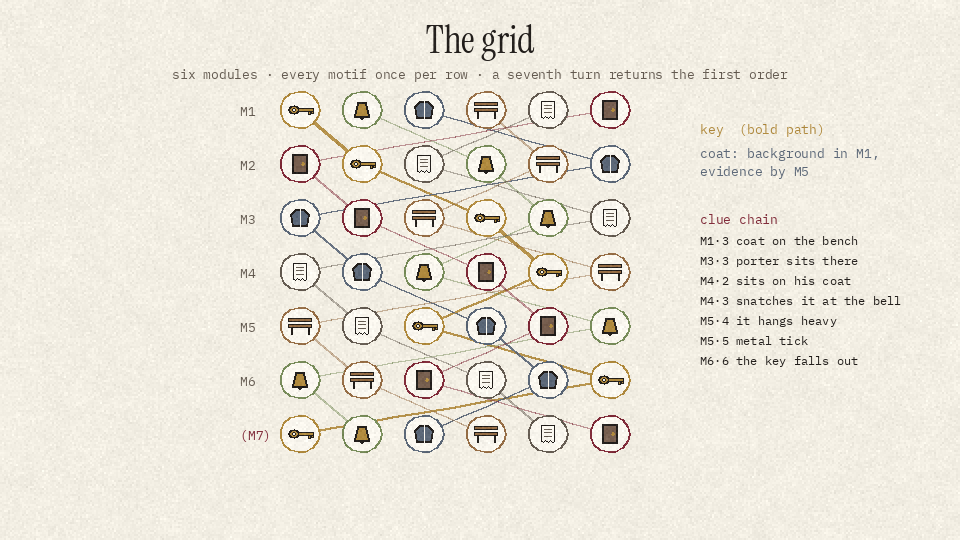 The grid
six modules · every motif once per row · a seventh turn returns the first order
M1
M2
M3
M4
M5
M6
(M7)
key (bold path)
coat: background in M1,
evidence by M5
clue chain
M1·3 coat on the bench
M3·3 porter sits there
M4·2 sits on his coat
M4·3 snatches it at the bell
M5·4 it hangs heavy
M5·5 metal tick
M6·6 the key falls out